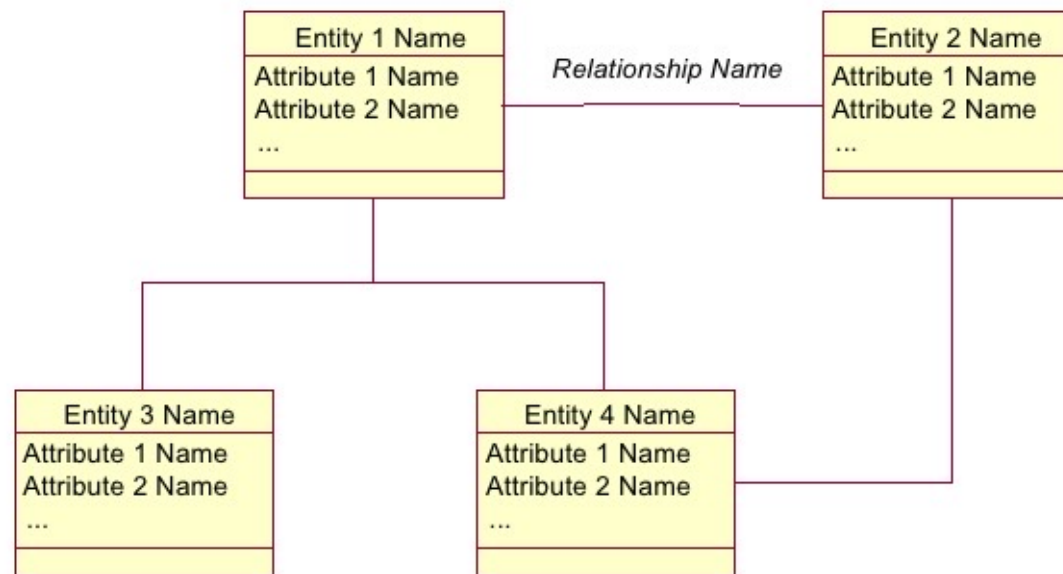 Entity 1 Name
Attribute 1 Name
Attribute 2 Name
...
Relationship Name
Entity 2 Name
Attribute 1 Name
Attribute 2 Name
...
Entity 3 Name
Attribute 1 Name
Attribute 2 Name
...
Entity 4 Name
Attribute 1 Name
Attribute 2 Name
...